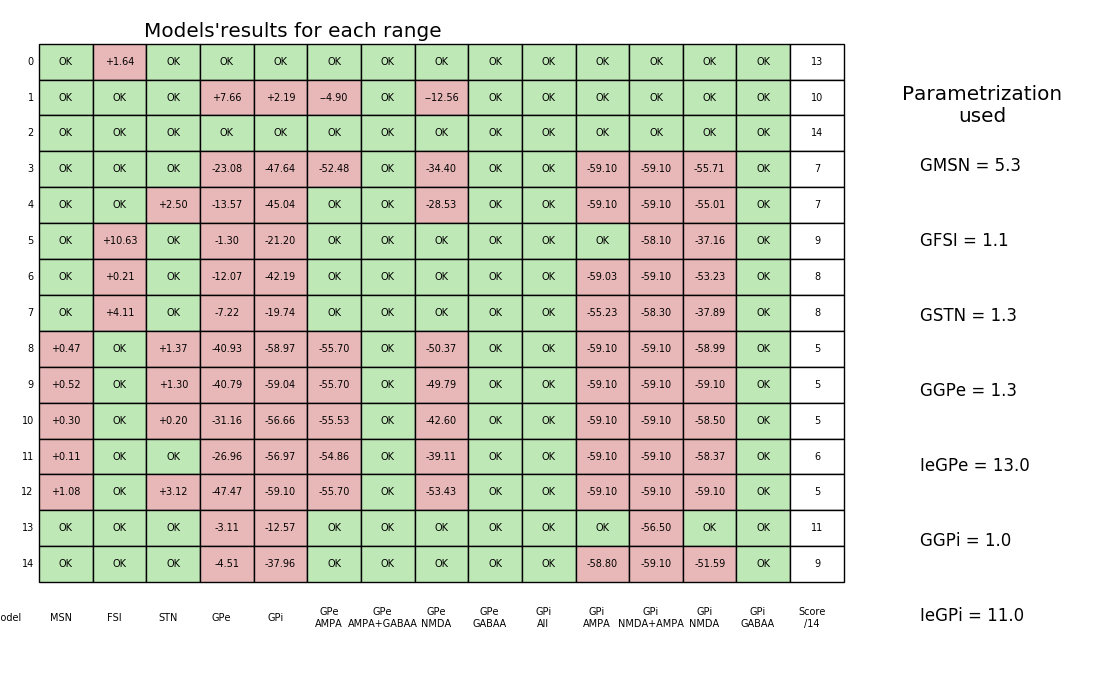 Models'results for each range
0 OK +1.64 OK OK OK OK OK OK OK OK OK OK OK OK 13
1 OK OK OK +7.66 +2.19 --4.90 OK --12.56 OK OK OK OK OK OK 10
2 OK OK OK OK OK OK OK OK OK OK OK OK OK OK 14
3 OK OK OK -23.08 -47.64 -52.48 OK -34.40 OK OK -59.10 -59.10 -55.71 OK 7
4 OK OK +2.50 -13.57 -45.04 OK OK -28.53 OK OK -59.10 -59.10 -55.01 OK 7
5 OK +10.63 OK -1.30 -21.20 OK OK OK OK OK OK -58.10 -37.16 OK 9
6 OK +0.21 OK -12.07 -42.19 OK OK OK OK OK -59.03 -59.10 -53.23 OK 8
7 OK +4.11 OK -7.22 -19.74 OK OK OK OK OK -55.23 -58.30 -37.89 OK 8
8 +0.47 OK +1.37 -40.93 -58.97 -55.70 OK -50.37 OK OK -59.10 -59.10 -58.99 OK 5
9 +0.52 OK +1.30 -40.79 -59.04 -55.70 OK -49.79 OK OK -59.10 -59.10 -59.10 OK 5
10 +0.30 OK +0.20 -31.16 -56.66 -55.53 OK -42.60 OK OK -59.10 -59.10 -58.50 OK 5
11 +0.11 OK OK -26.96 -56.97 -54.86 OK -39.11 OK OK -59.10 -59.10 -58.37 OK 6
12 +1.08 OK +3.12 -47.47 -59.10 -55.70 OK -53.43 OK OK -59.10 -59.10 -59.10 OK 5
13 OK OK OK -3.11 -12.57 OK OK OK OK OK OK -56.50 OK OK 11
14 OK OK OK -4.51 -37.96 OK OK OK OK OK -58.80 -59.10 -51.59 OK 9
odel MSN FSI STN GPe GPi GPe GPe GPe GPe GPi GPi GPi GPi GPi Score
AMPA AMPA+GABAA NMDA GABAA All AMPA NMDA+AMPA NMDA GABAA /14
Parametrization
used
GMSN = 5.3
GFSI = 1.1
GSTN = 1.3
GGPe = 1.3
IeGPe = 13.0
GGPi = 1.0
IeGPi = 11.0